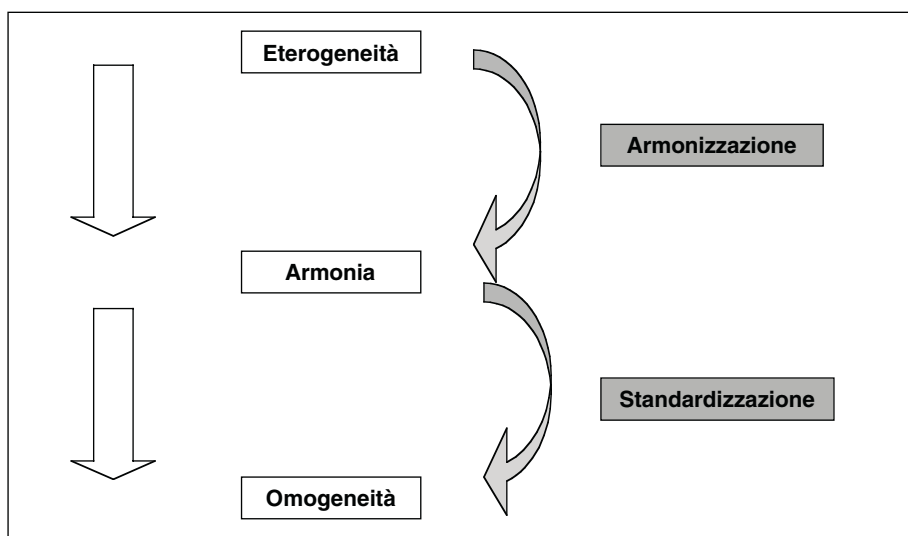 Eterogeneità
Armonizzazione
Armonia
Standardizzazione
Omogeneità